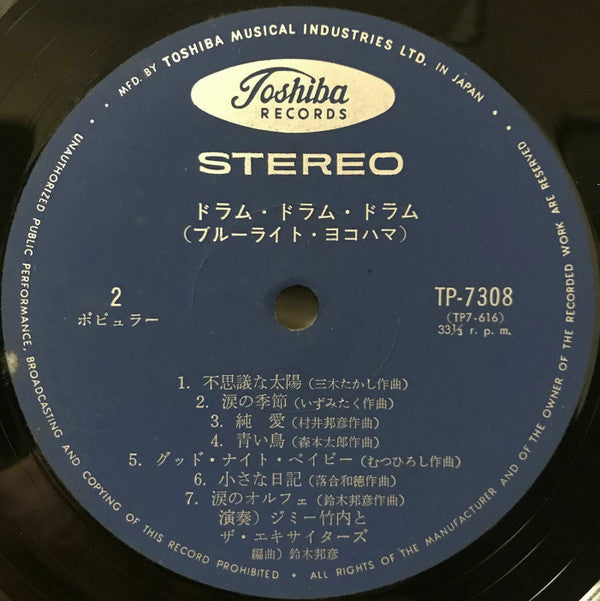 MFD. BY TOSHIBA MUSICAL INDUSTRIES LTD. IN JAPAN
Toshiba
RECORDS
STEREO
ドラム・ドラム・ドラム
(ブルーライト・ヨコハマ)
2
ポピュラー
TP-7308
(TP7-616)
33⅓ r. p. m.
1. 不思議な太陽 (三木たかし作曲)
2. 涙の季節 (いずみたく作曲)
3. 純 愛 (村井邦彦作曲)
4. 青い鳥 (森本太郎作曲)
5. グッド・ナイト・ベイビー (むつひろし作曲)
6. 小さな日記 (落合和徳作曲)
7. 涙のオルフェ (鈴木邦彦作曲)
演奏) ジミー竹内と
ザ・エキサイターズ
編曲) 鈴木邦彦
UNAUTHORIZED PUBLIC PERFORMANCE, BROADCASTING AND COPYING OF THIS RECORD PROHIBITED • ALL RIGHTS OF THE MANUFACTURER AND OF THE OWNER OF THE RECORDED WORK ARE RESERVED